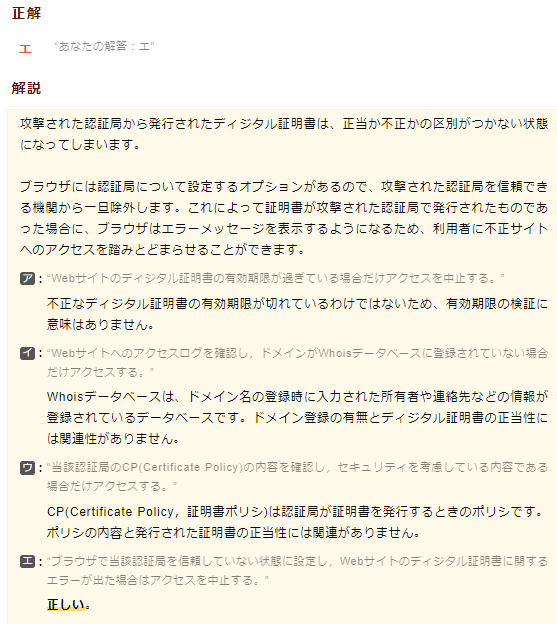 正解
エ
“あなたの解答：エ”
解説
攻撃された認証局から発行されたディジタル証明書は、正当か不正かの区別がつかない状態
になってしまいます。
ブラウザには認証局について設定するオプションがあるので、攻撃された認証局を信頼でき
る機関から一旦除外します。これによって証明書が攻撃された認証局で発行されたものであ
った場合に、ブラウザはエラーメッセージを表示するようになるため、利用者に不正サイト
へのアクセスを踏みとどまらせることができます。
ア：“Webサイトのディジタル証明書の有効期限が過ぎている場合だけアクセスを中止する。”
不正なディジタル証明書の有効期限が切れているわけではないため、有効期限の検証に
意味はありません。
イ：“Webサイトへのアクセスログを確認し，ドメインがWhoisデータベースに登録されていない場合
だけアクセスする。”
Whoisデータベースは、ドメイン名の登録時に入力された所有者や連絡先などの情報が
登録されているデータベースです。ドメイン登録の有無とディジタル証明書の正当性に
は関連性がありません。
ウ：“当該認証局のCP(Certificate Policy)の内容を確認し，セキュリティを考慮している内容である
場合だけアクセスする。”
CP(Certificate Policy，証明書ポリシ)は認証局が証明書を発行するときのポリシです。
ポリシの内容と発行された証明書の正当性には関連がありません。
エ：“ブラウザで当該認証局を信頼していない状態に設定し，Webサイトのディジタル証明書に関する
エラーが出た場合はアクセスを中止する。”
正しい。